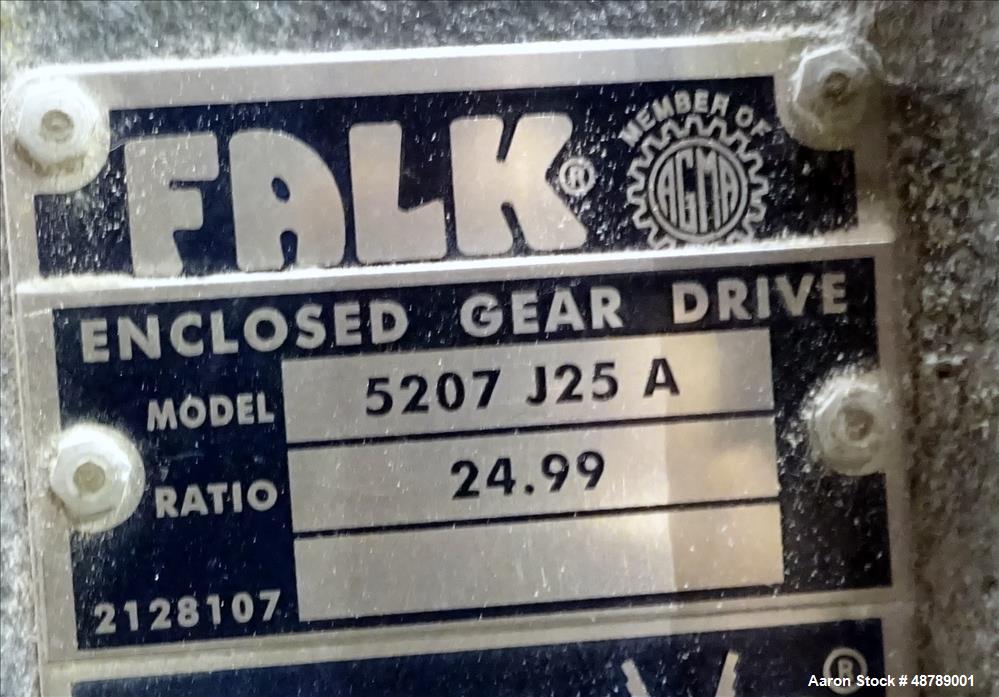 FALK®
MEMBER OF
AGMA
ENCLOSED GEAR DRIVE
MODEL 5207 J25 A
RATIO 24.99
2128107
®
Aaron Stock # 48789001